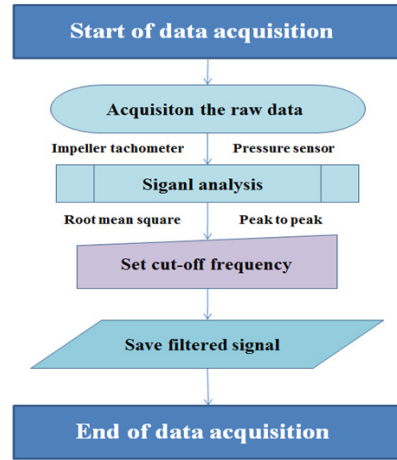 Start of data acquisition
Acquisiton the raw data
Impeller tachometer Pressure sensor
Siganl analysis
Root mean square Peak to peak
Set cut-off frequency
Save filtered signal
End of data acquisition